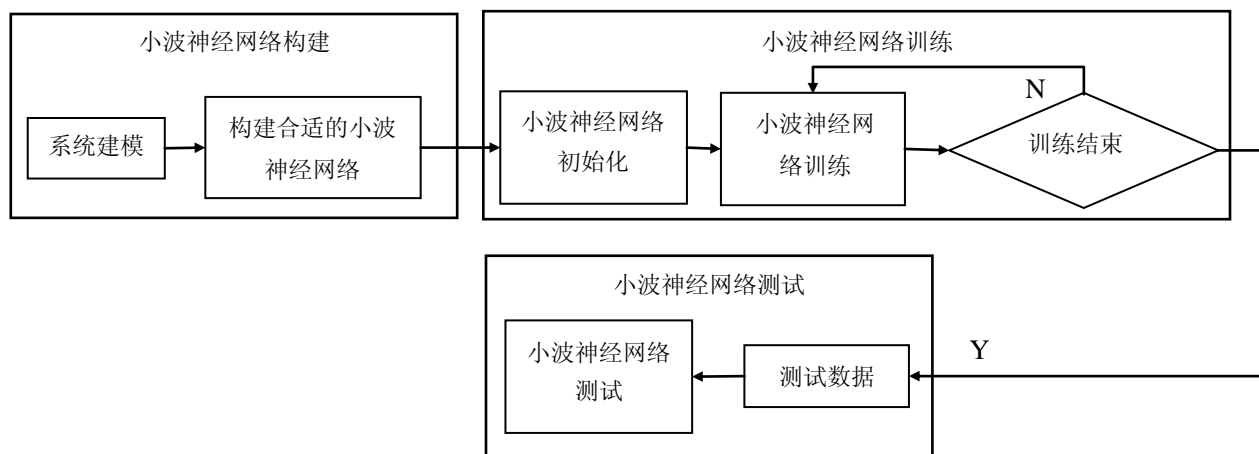 小波神经网络构建
系统建模
构建合适的小波
神经网络
小波神经网络训练
小波神经网络
初始化
小波神经网
络训练
N
训练结束
小波神经网络测试
小波神经网络
测试
测试数据
Y